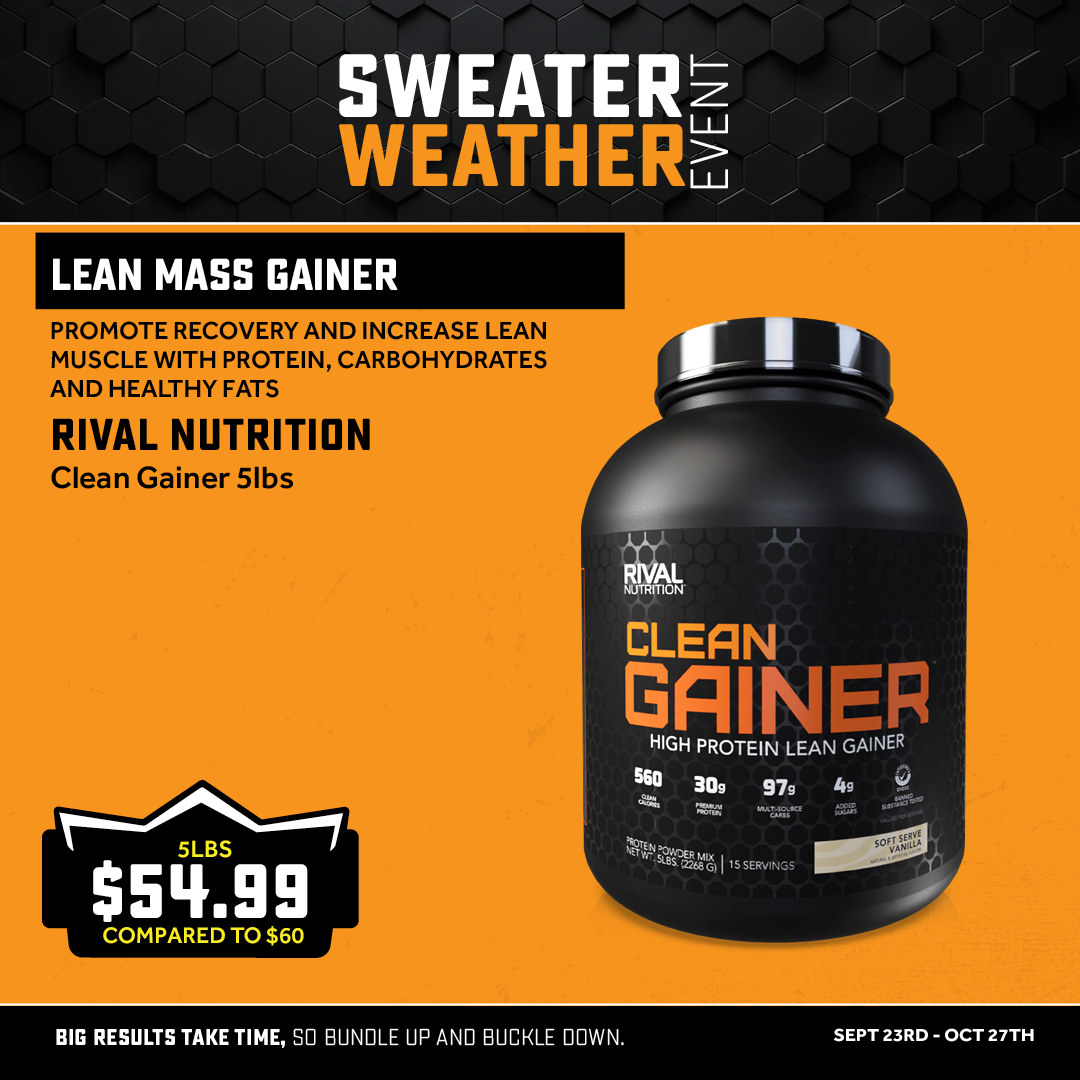 SWEATER
WEATHER
EVENT
LEAN MASS GAINER
PROMOTE RECOVERY AND INCREASE LEAN
MUSCLE WITH PROTEIN, CARBOHYDRATES
AND HEALTHY FATS
RIVAL NUTRITION
Clean Gainer 5lbs
RIVAL
NUTRITION
CLEAN
GAINER
HIGH PROTEIN LEAN GAINER
560 30g 97g 4g
CLEAN
CALORIES
PREMIUM
PROTEIN
MULTI-SOURCE
CARBS
ADDED
SUGARS
BANNED
SUBSTANCE TESTED
PROTEIN POWDER MIX
NET WT. 5LBS. (2268 G)
15 SERVINGS
SOFT SERVE
VANILLA
5LBS
$54.99
COMPARED TO $60
BIG RESULTS TAKE TIME, SO BUNDLE UP AND BUCKLE DOWN.
SEPT 23RD - OCT 27TH